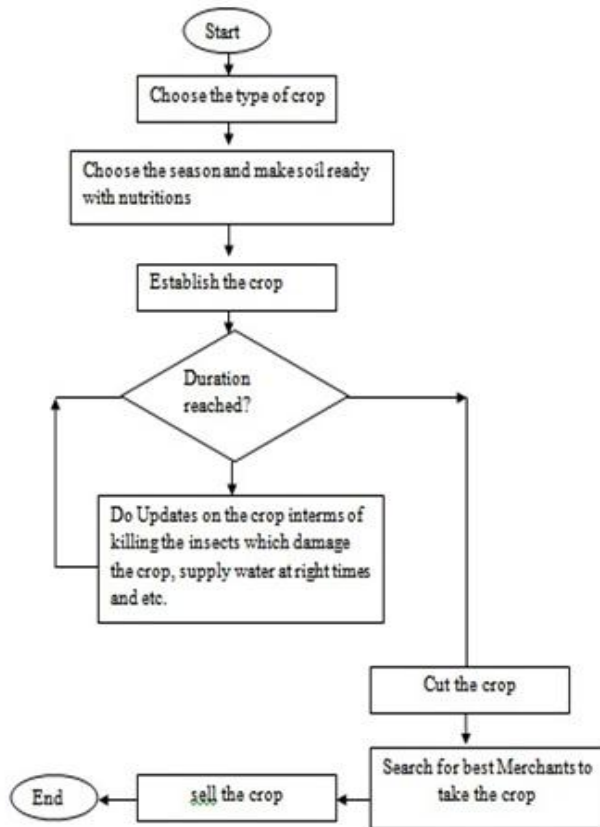 Start
Choose the type of crop
Choose the season and make soil ready
with nutritions
Establish the crop
Duration
reached?
Do Updates on the crop interms of
killing the insects which damage
the crop, supply water at right times
and etc.
Cut the crop
Search for best Merchants to
take the crop
sell the crop
End